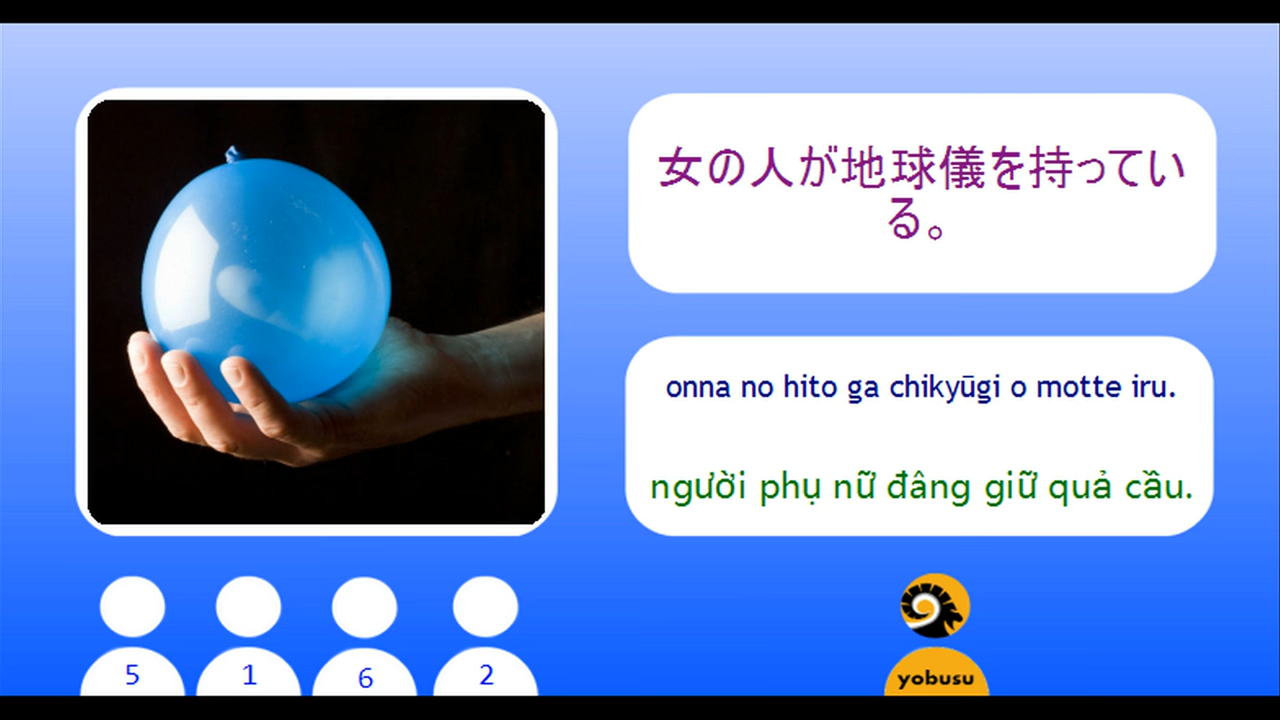 女の人が地球儀を持ってい
る。
onna no hito ga chikyūgi o motte iru.
người phụ nữ đâng giữ quả cầu.
5 1 6 2
yobusu